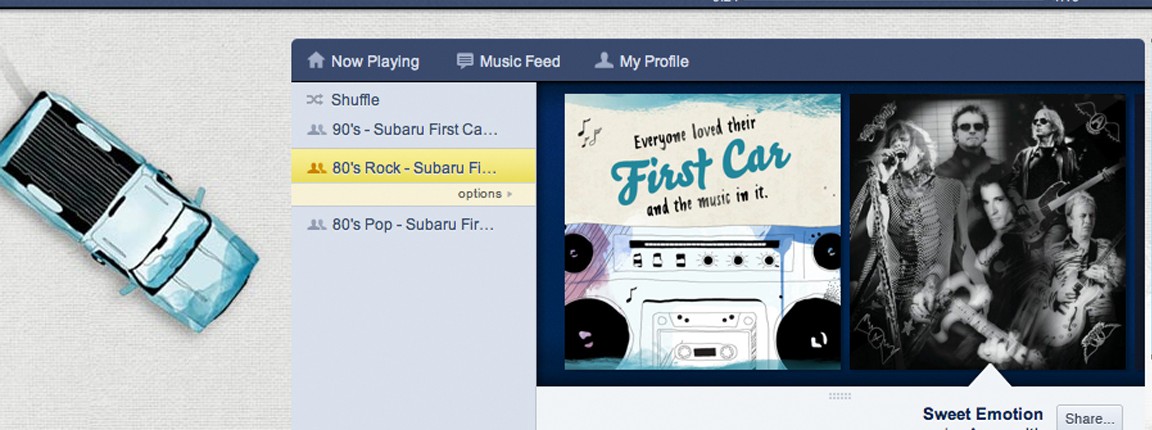 Now Playing
Music Feed
My Profile
Shuffle
90's - Subaru First Ca...
80's Rock - Subaru Fi...
options »
80's Pop - Subaru Fir...
Everyone loved their
First Car
and the music in it.
Sweet Emotion
Share...